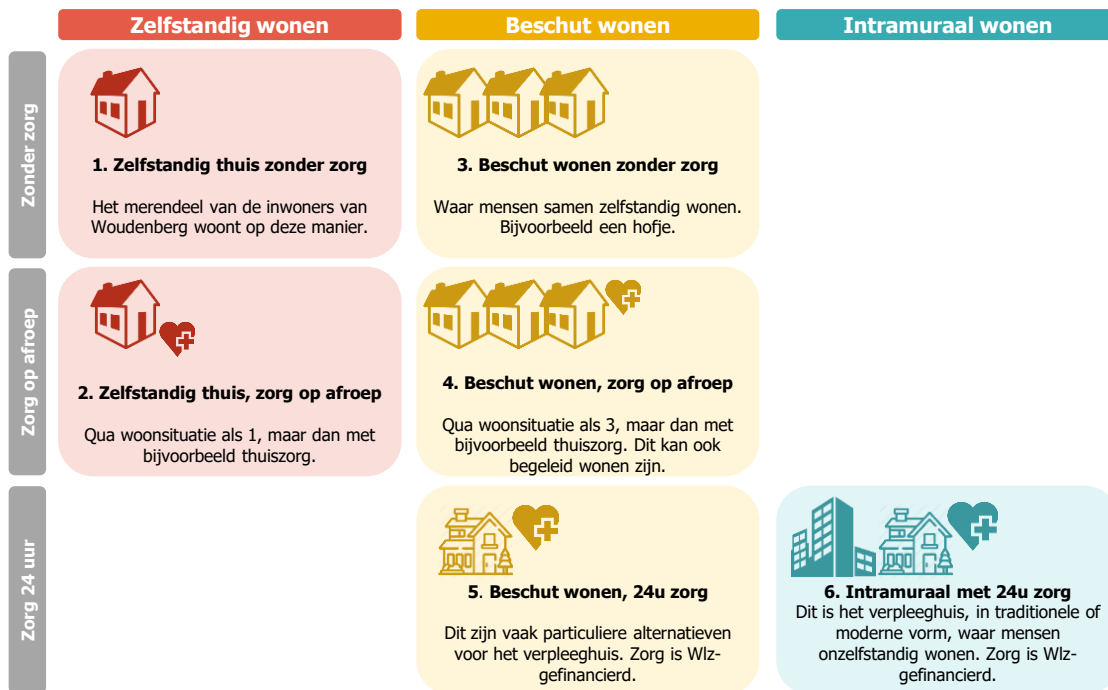 Zelfstandig wonen
Beschut wonen
Intramuraal wonen
Zonder zorg
1. Zelfstandig thuis zonder zorg
Het merendeel van de inwoners van
Woudenberg woont op deze manier.
3. Beschut wonen zonder zorg
Waar mensen samen zelfstandig wonen.
Bijvoorbeeld een hofje.
Zorg op afroep
2. Zelfstandig thuis, zorg op afroep
Qua woonsituatie als 1, maar dan met
bijvoorbeeld thuiszorg.
4. Beschut wonen, zorg op afroep
Qua woonsituatie als 3, maar dan met
bijvoorbeeld thuiszorg. Dit kan ook
begeleid wonen zijn.
Zorg 24 uur
5. Beschut wonen, 24u zorg
Dit zijn vaak particuliere alternatieven
voor het verpleeghuis. Zorg is Wlz-
gefinancierd.
6. Intramuraal met 24u zorg
Dit is het verpleeghuis, in traditionele of
moderne vorm, waar mensen
onzelfstandig wonen. Zorg is Wlz-
gefinancierd.